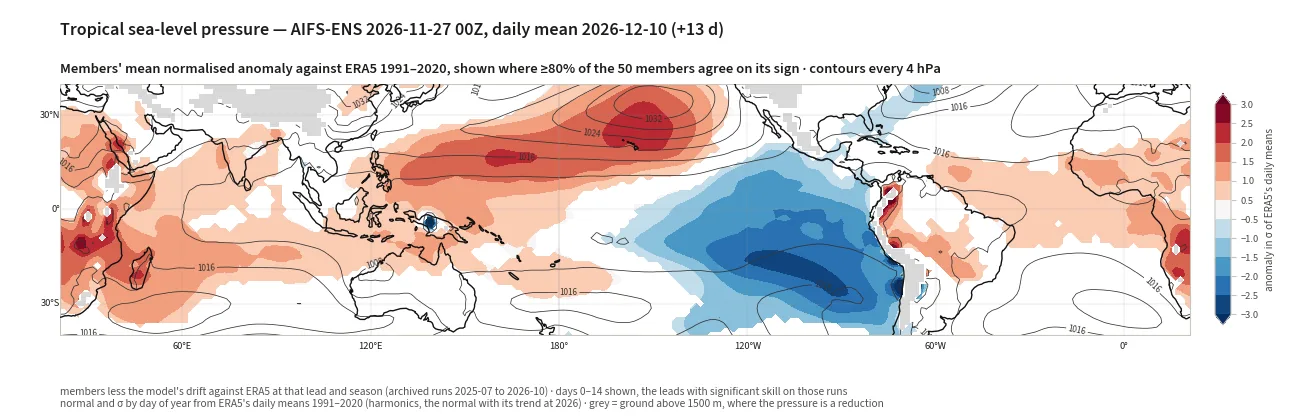 Tropical sea-level pressure — AIFS-ENS 2026-11-27 00Z, daily mean 2026-12-10 (+13 d)
Members' mean normalised anomaly against ERA5 1991–2020, shown where ≥80% of the 50 members agree on its sign · contours every 4 hPa
30°N
0°
30°S
60°E
120°E
180°
120°W
60°W
0°
1016
1032
1024
1032
1016
1016
1016
1016
1016
1008
1016
1016
1016
1016
3.0
2.5
2.0
1.5
1.0
0.5
−0.5
−1.0
−1.5
−2.0
−2.5
−3.0
anomaly in σ of ERA5's daily means
members less the model's drift against ERA5 at that lead and season (archived runs 2025-07 to 2026-10) · days 0–14 shown, the leads with significant skill on those runs
normal and σ by day of year from ERA5's daily means 1991–2020 (harmonics, the normal with its trend at 2026) · grey = ground above 1500 m, where the pressure is a reduction